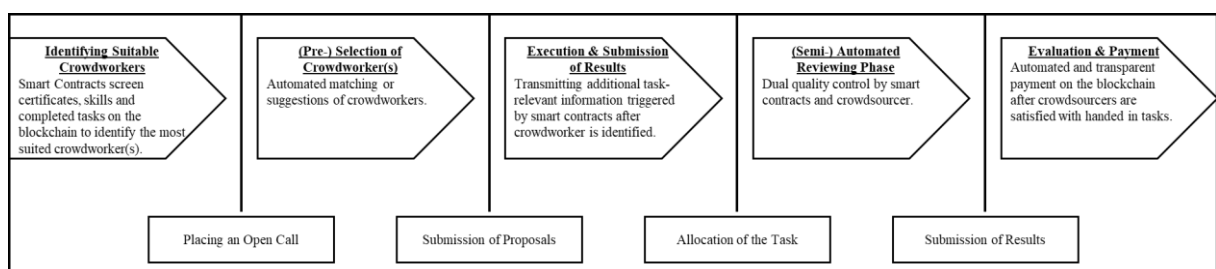 Identifying Suitable
Crowdworkers
Smart Contracts screen
certificates, skills and
completed tasks on the
blockchain to identify the most
suited crowdworker(s).
(Pre-) Selection of
Crowdworker(s)
Automated matching or
suggestions of crowdworkers.
Execution & Submission
of Results
Transmitting additional task-
relevant information triggered
by smart contracts after
crowdworker is identified.
(Semi-) Automated
Reviewing Phase
Dual quality control by smart
contracts and crowdsourcer.
Evaluation & Payment
Automated and transparent
payment on the blockchain
after crowdsourcers are
satisfied with handed in tasks.
Placing an Open Call
Submission of Proposals
Allocation of the Task
Submission of Results